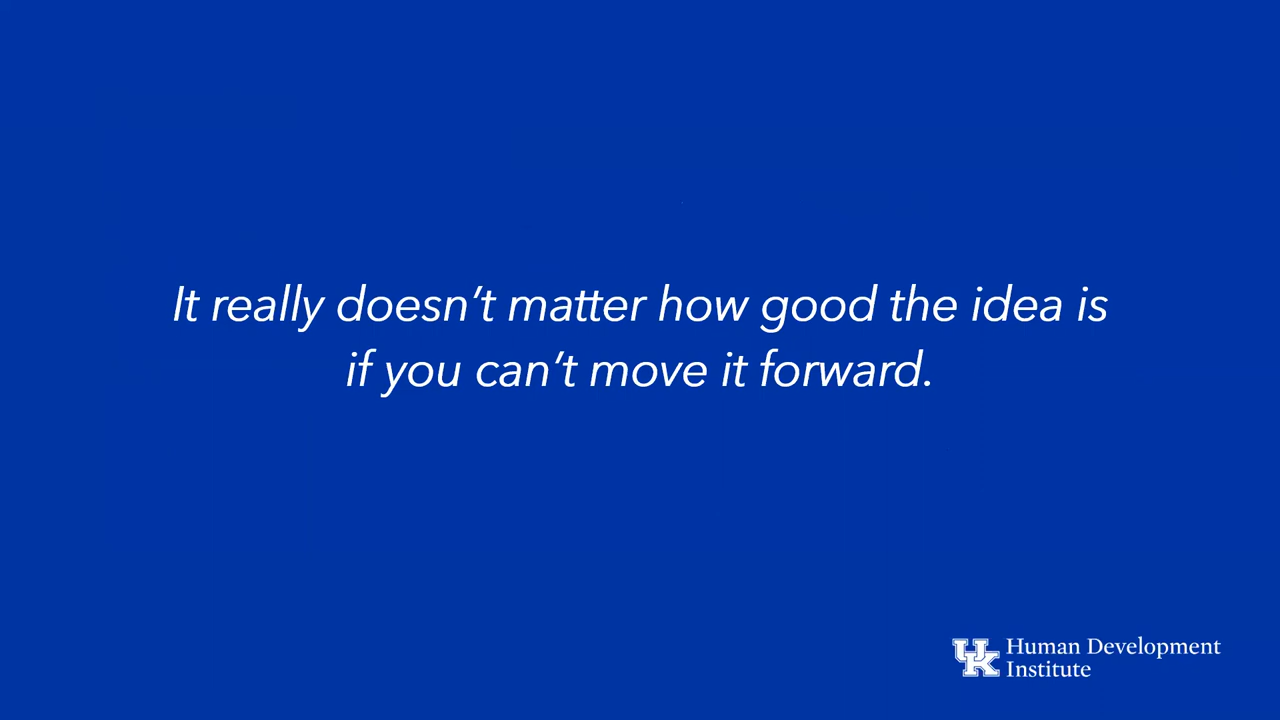 It really doesn’t matter how good the idea is
if you can’t move it forward.
UK Human Development
Institute